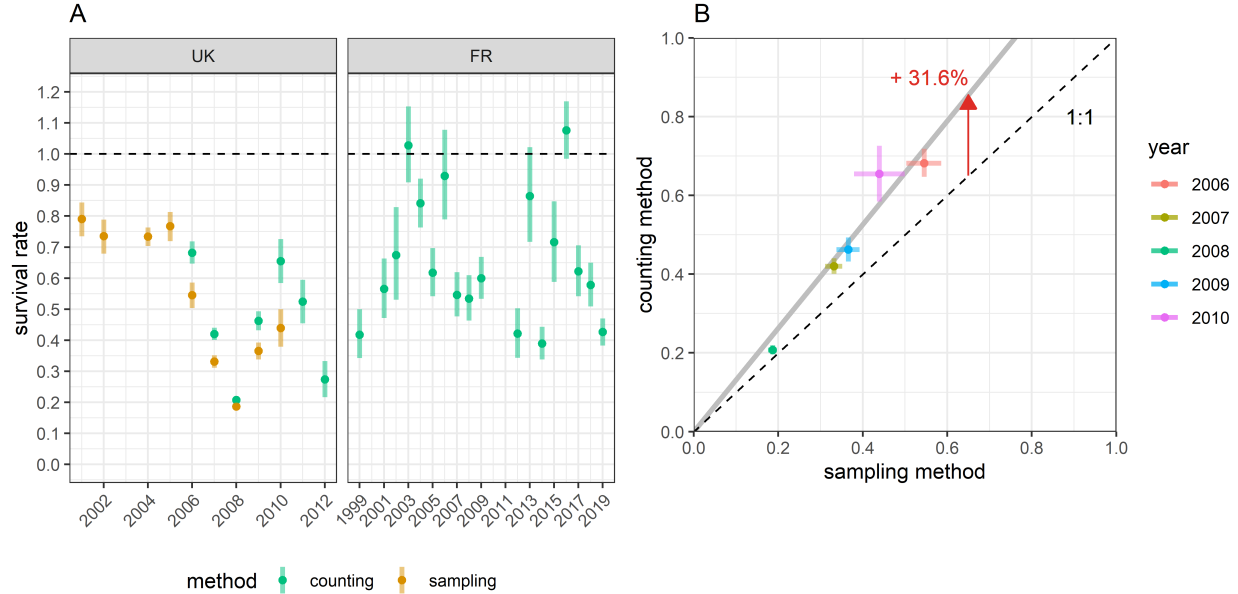 A
UK
FR
survival rate
1.2
1.1
1.0
0.9
0.8
0.7
0.6
0.5
0.4
0.3
0.2
0.1
0.0
2002 2004 2006 2008 2010 2012
1999 2001 2003 2005 2007 2009 2011 2013 2015 2017 2019
method counting sampling
B
counting method
1.0
0.8
0.6
0.4
0.2
0.0
+ 31.6%
1:1
0.0 0.2 0.4 0.6 0.8 1.0
sampling method
year
2006
2007
2008
2009
2010